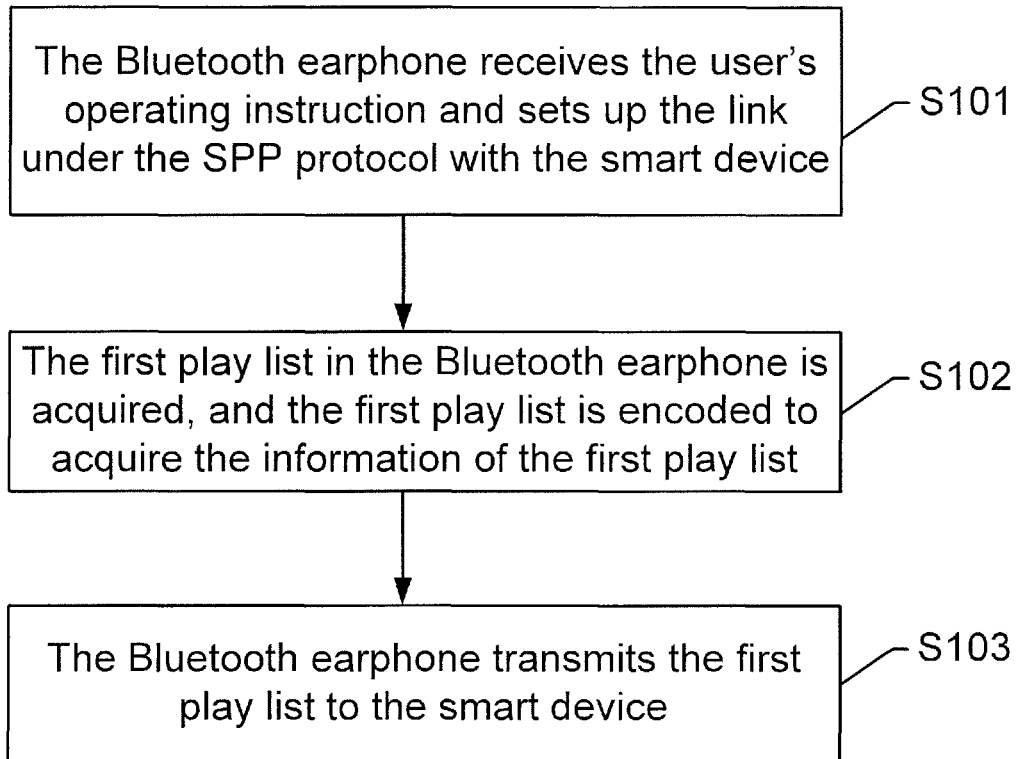 The Bluetooth earphone receives the user's
operating instruction and sets up the link
under the SPP protocol with the smart device
S101
The first play list in the Bluetooth earphone is
acquired, and the first play list is encoded to
acquire the information of the first play list
S102
The Bluetooth earphone transmits the first
play list to the smart device
S103